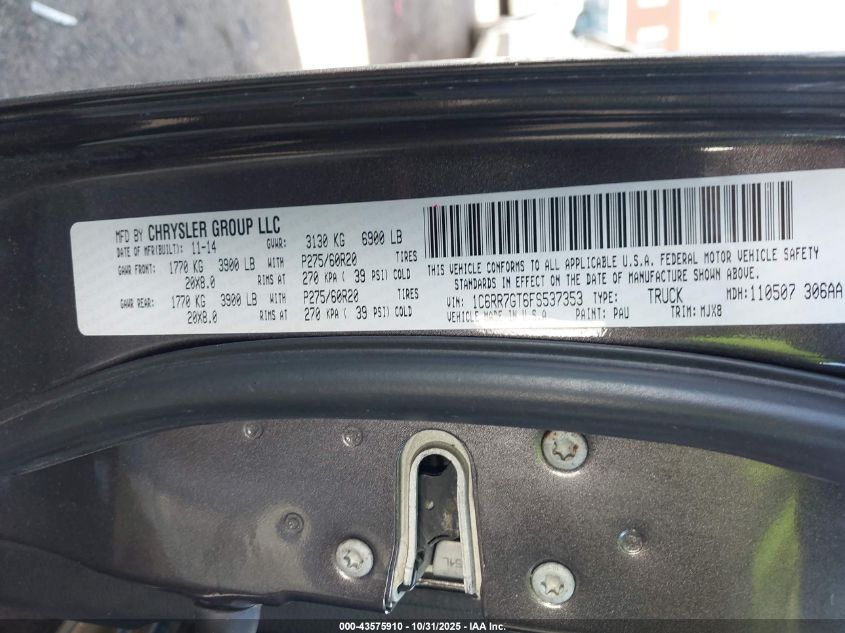 MFD BY CHRYSLER GROUP LLC
DATE OF MFR(BUILT): 11-14 GVWR: 3130 KG 6900 LB
GAWR FRONT: 1770 KG 3900 LB WITH P275/60R20 TIRES
20X8.0 RIMS AT 270 KPA ( 39 PSI) COLD
GAWR REAR: 1770 KG 3900 LB WITH P275/60R20 TIRES
20X8.0 RIMS AT 270 KPA ( 39 PSI) COLD
THIS VEHICLE CONFORMS TO ALL APPLICABLE U.S.A. FEDERAL MOTOR VEHICLE SAFETY
STANDARDS IN EFFECT ON THE DATE OF MANUFACTURE SHOWN ABOVE.
VIN: 1C6RR7GT6FS537353 TYPE: TRUCK MDH: 110507 306AA
VEHICLE MADE IN U.S.A PAINT: PAU TRIM: MJX8
54L
000-43575910 - 10/31/2025 - IAA Inc.